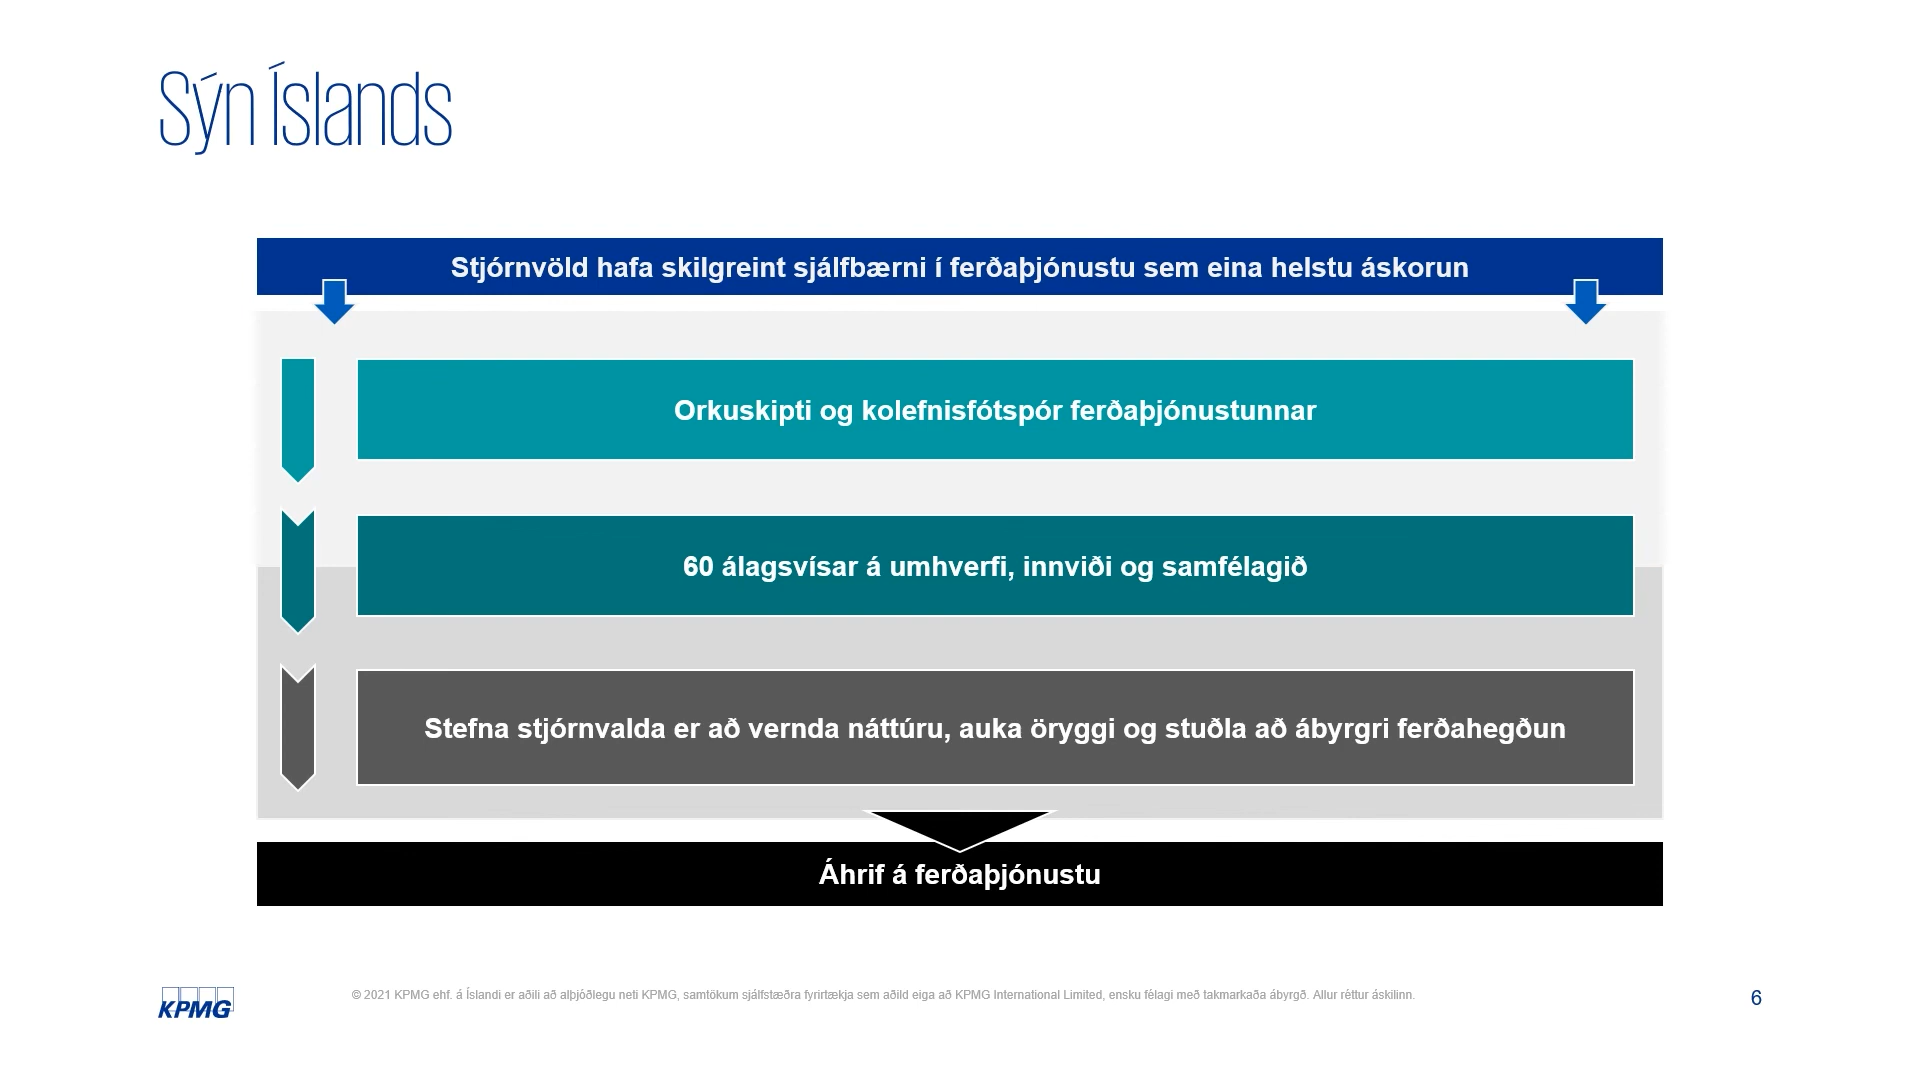 Sýn Íslands
Stjórnvöld hafa skilgreint sjálfbærni í ferðaþjónustu sem eina helstu áskorun
Orkuskipti og kolefnisfótspór ferðaþjónustunnar
60 álagsvísar á umhverfi, innviði og samfélagið
Stefna stjórnvalda er að vernda náttúru, auka öryggi og stuðla að ábyrgri ferðahegðun
Áhrif á ferðaþjónustu
KPMG
© 2021 KPMG ehf. á Íslandi er aðili að alþjóðlegu neti KPMG, samtökum sjálfstæðra fyrirtækja sem aðild eiga að KPMG International Limited, ensku félagi með takmarkaða ábyrgð. Allur réttur áskilinn.
6